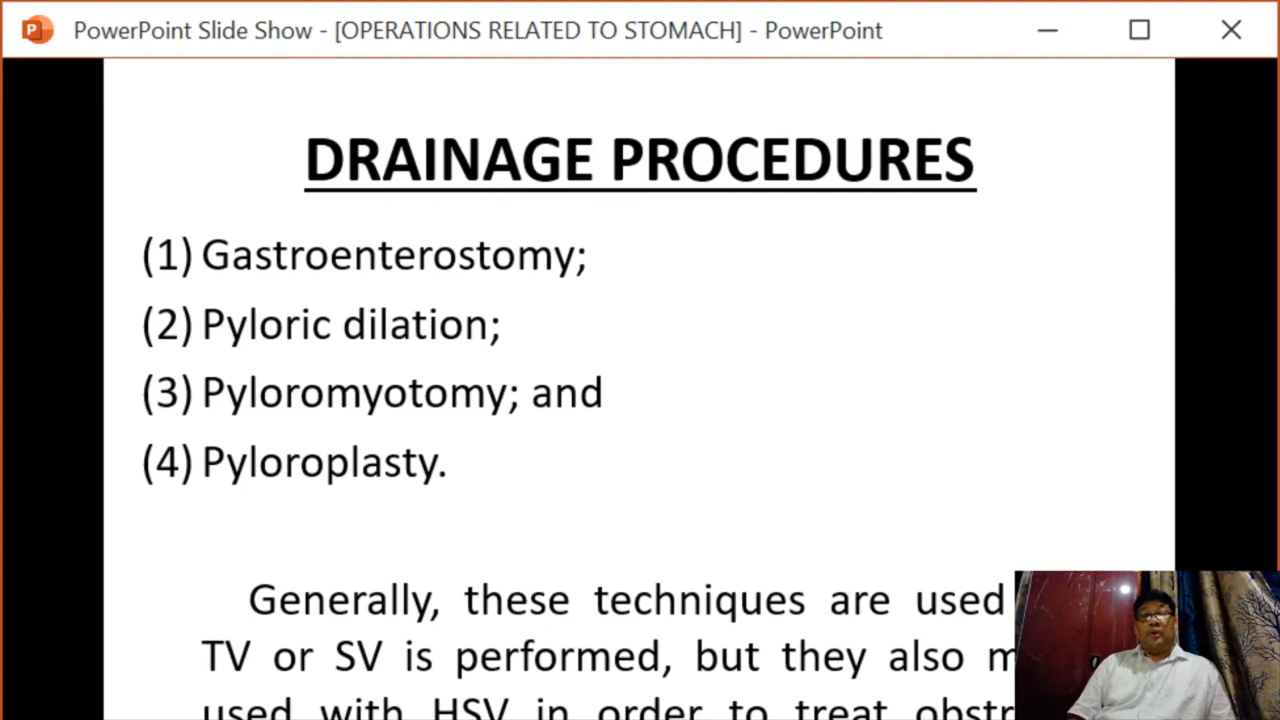 PowerPoint Slide Show - [OPERATIONS RELATED TO STOMACH] - PowerPoint
DRAINAGE PROCEDURES
(1) Gastroenterostomy;
(2) Pyloric dilation;
(3) Pyloromyotomy; and
(4) Pyloroplasty.
Generally, these techniques are used
TV or SV is performed, but they also
used with HSV in order to treat